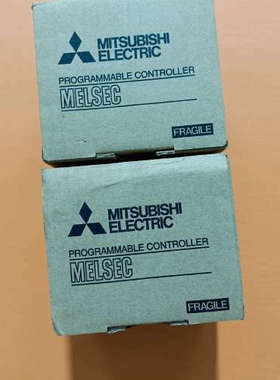 MITSUBISHI
ELECTRIC
PROGRAMMABLE CONTROLLER
MELSEC
FRAGILE
MITSUBISHI
ELECTRIC
PROGRAMMABLE CONTROLLER
MELSEC
FRAGILE